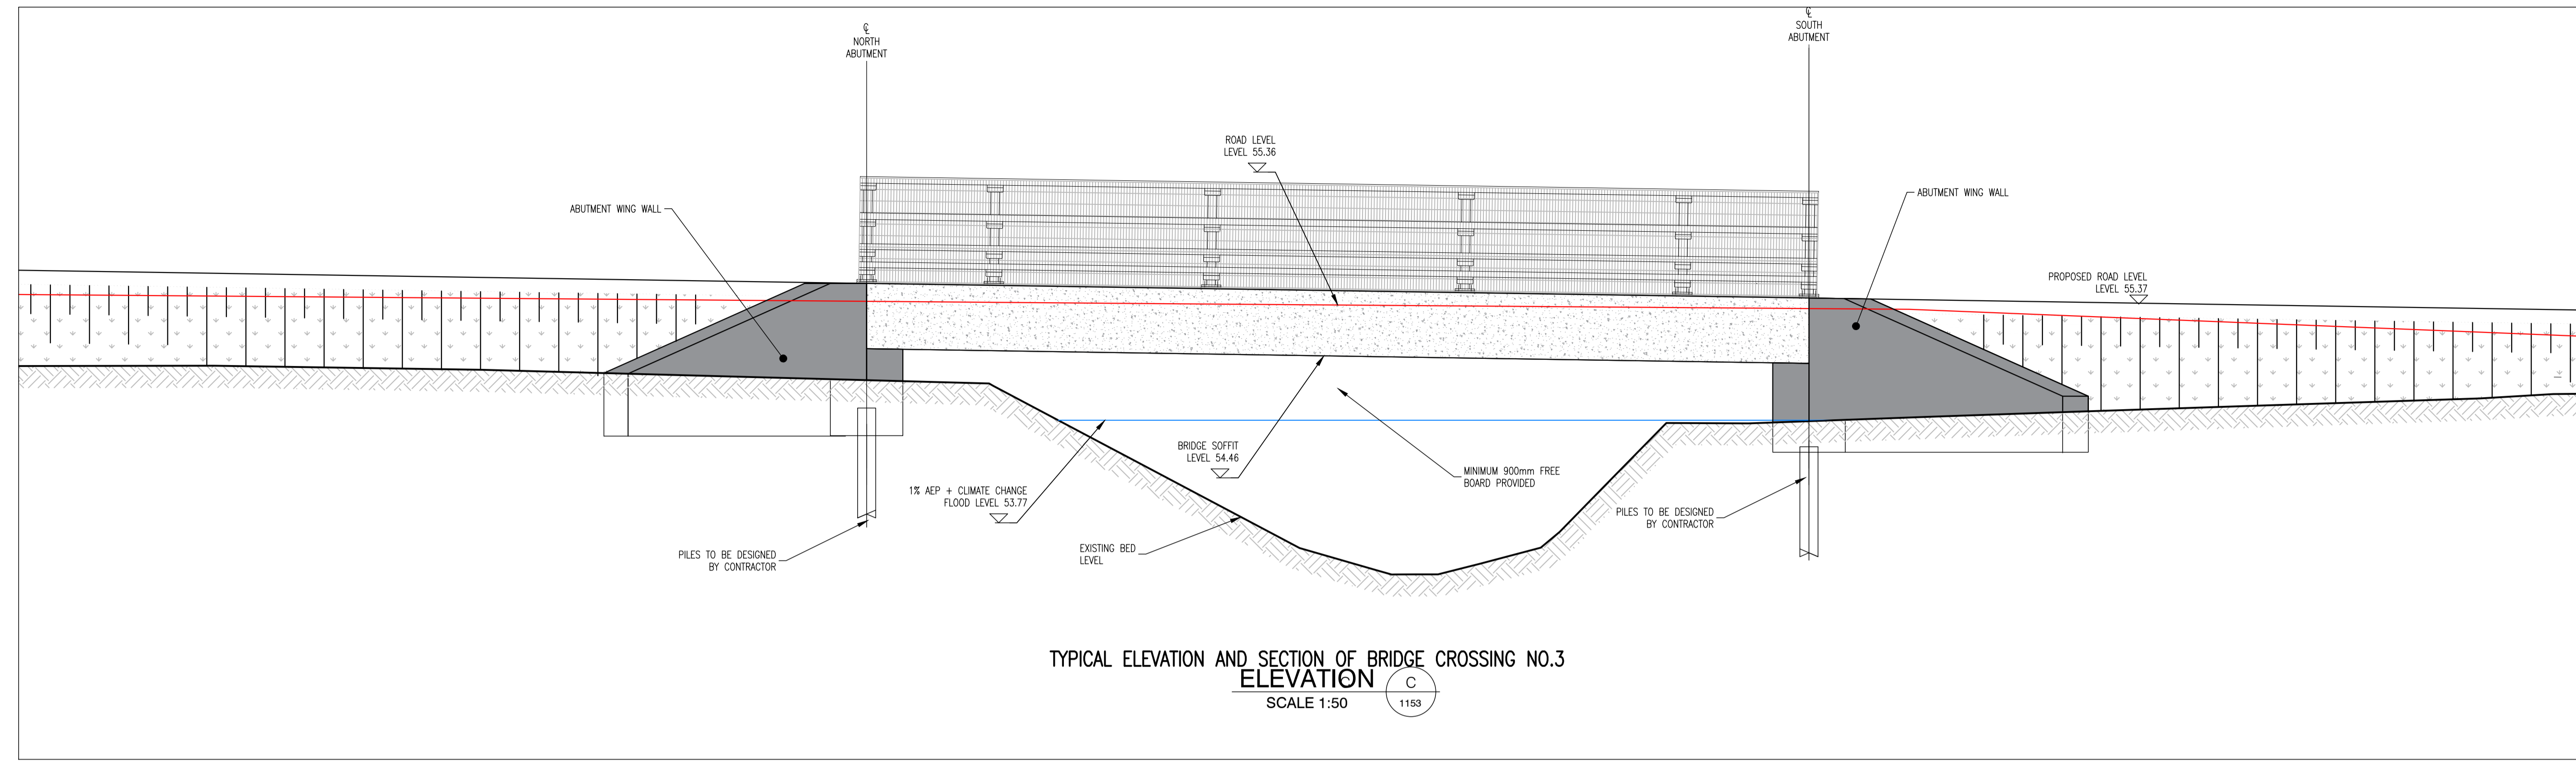 ℄
NORTH
ABUTMENT
℄
SOUTH
ABUTMENT
ROAD LEVEL
LEVEL 55.36
ABUTMENT WING WALL
ABUTMENT WING WALL
PROPOSED ROAD LEVEL
LEVEL 55.37
BRIDGE SOFFIT
LEVEL 54.46
MINIMUM 900mm FREE
BOARD PROVIDED
1% AEP + CLIMATE CHANGE
FLOOD LEVEL 53.77
PILES TO BE DESIGNED
BY CONTRACTOR
EXISTING BED
LEVEL
PILES TO BE DESIGNED
BY CONTRACTOR
TYPICAL ELEVATION AND SECTION OF BRIDGE CROSSING NO.3
ELEVATION
C
C
SCALE 1:50
1153